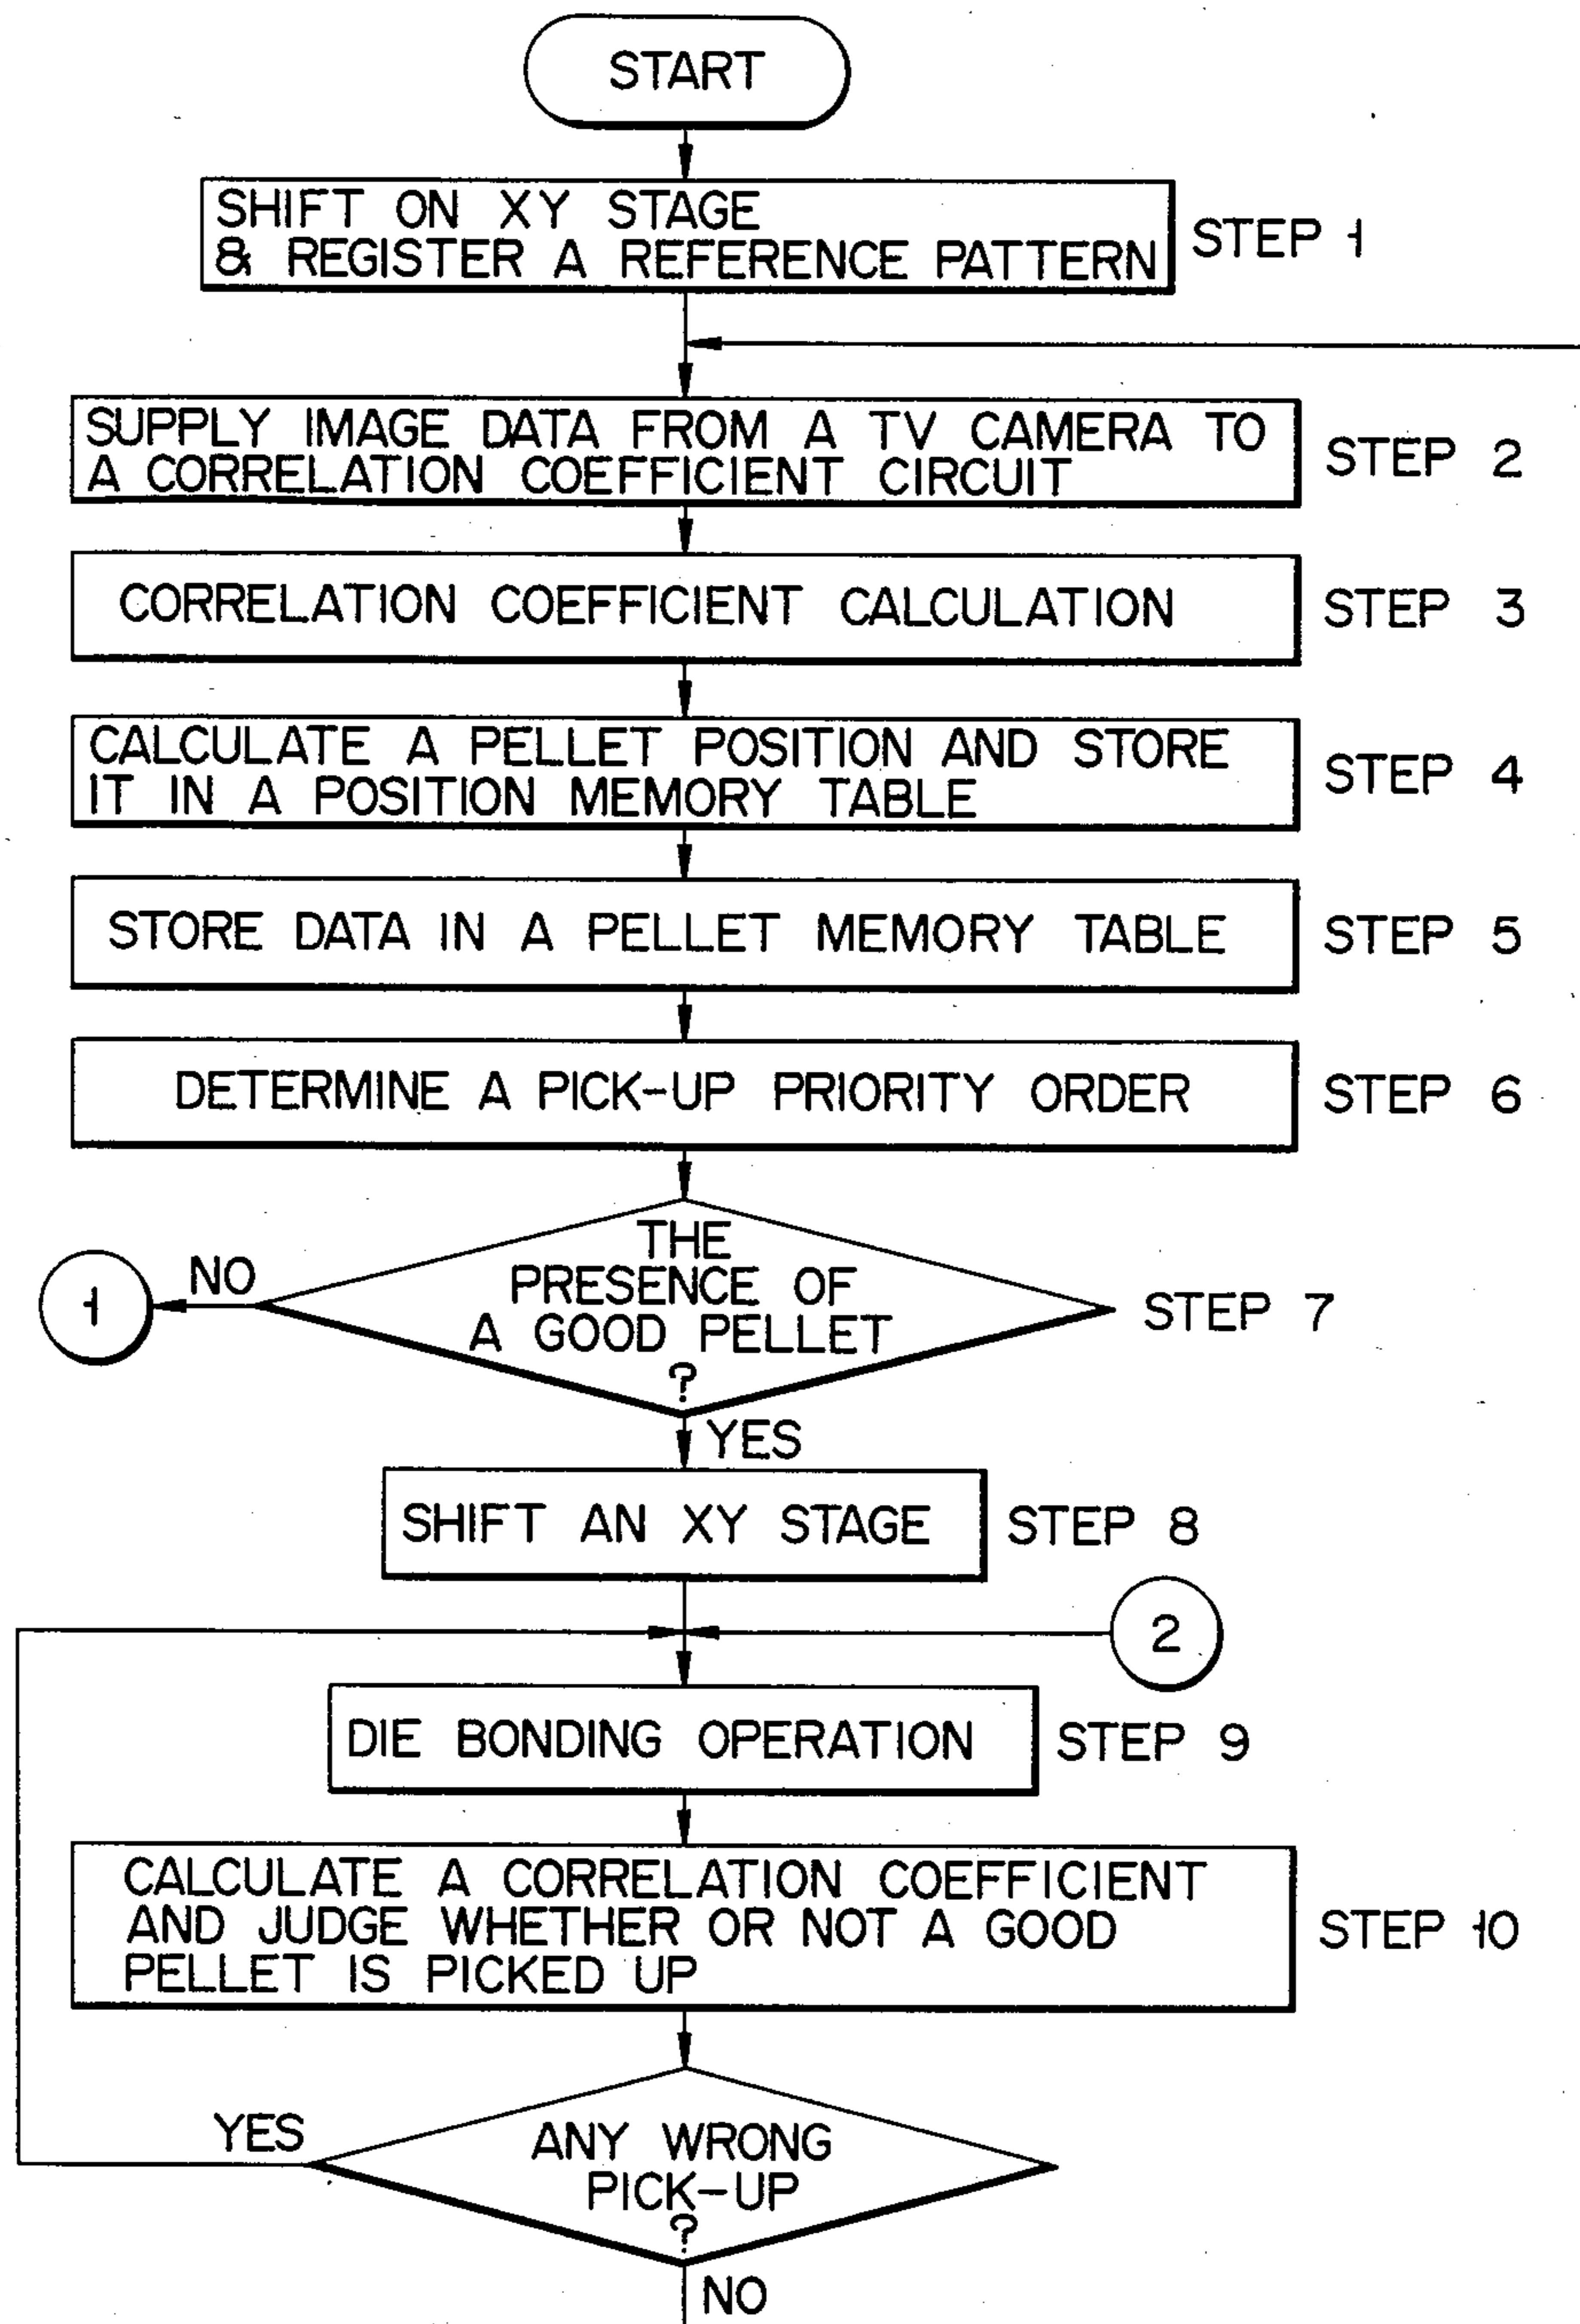 START
SHIFT ON XY STAGE
& REGISTER A REFERENCE PATTERN
STEP 1
SUPPLY IMAGE DATA FROM A TV CAMERA TO
A CORRELATION COEFFICIENT CIRCUIT
STEP 2
CORRELATION COEFFICIENT CALCULATION
STEP 3
CALCULATE A PELLET POSITION AND STORE
IT IN A POSITION MEMORY TABLE
STEP 4
STORE DATA IN A PELLET MEMORY TABLE
STEP 5
DETERMINE A PICK-UP PRIORITY ORDER
STEP 6
THE
PRESENCE OF
A GOOD PELLET
?
STEP 7
NO
1
YES
SHIFT AN XY STAGE
STEP 8
2
DIE BONDING OPERATION
STEP 9
CALCULATE A CORRELATION COEFFICIENT
AND JUDGE WHETHER OR NOT A GOOD
PELLET IS PICKED UP
STEP 10
YES
ANY WRONG
PICK-UP
?
NO